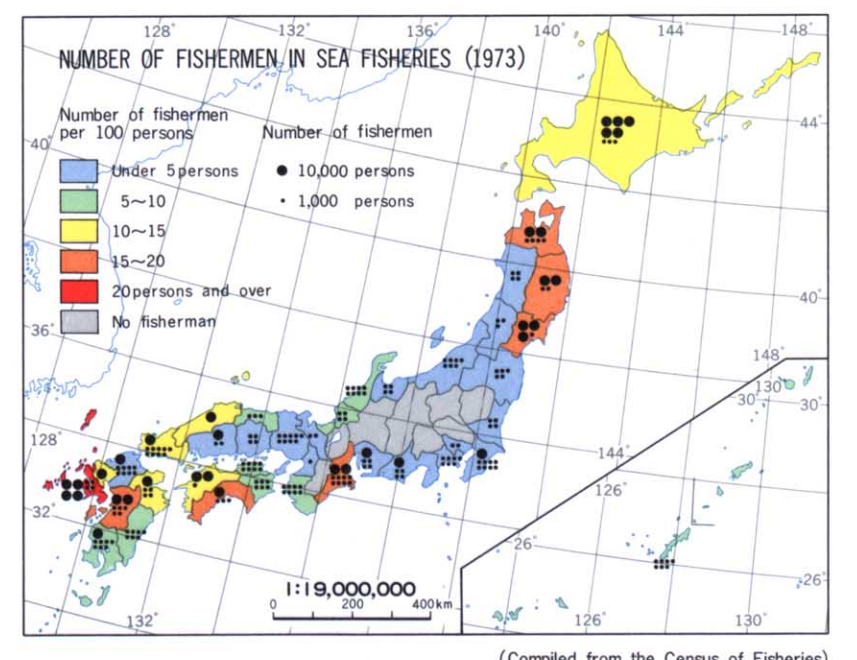 128° 132° 136° 140° 144° 148°
NUMBER OF FISHERMEN IN SEA FISHERIES (1973)
Number of fishermen
per 100 persons
Under 5 persons
5~10
10~15
15~20
20 persons and over
No fisherman
Number of fishermen
10,000 persons
1,000 persons
44°
40°
40°
36°
148°
130°
30°
30°
128°
144°
126°
32°
26°
26°
1:19,000,000
0 200 400km
132°
126°
130°
(Compiled from the Census of Fisheries)